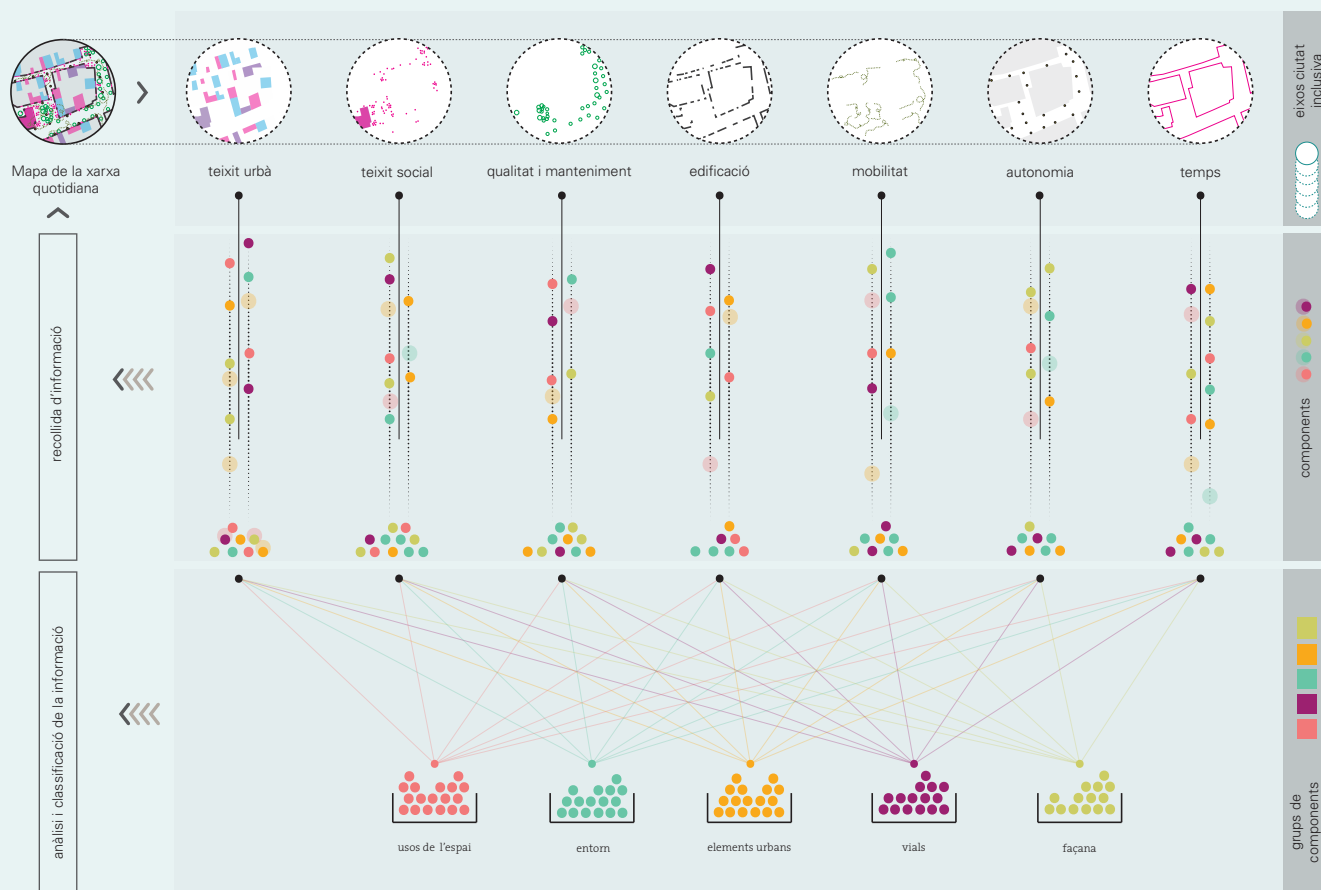 Mapa de la xarxa
quotidiana
teixit urbà
teixit social
qualitat i manteniment
edificació
mobilitat
autonomia
temps
eixos ciutat
inclusiva
recollida d'informació
components
anàlisi i classificació de la informació
usos de l'espai
entorn
elements urbans
vials
façana
grups de
components